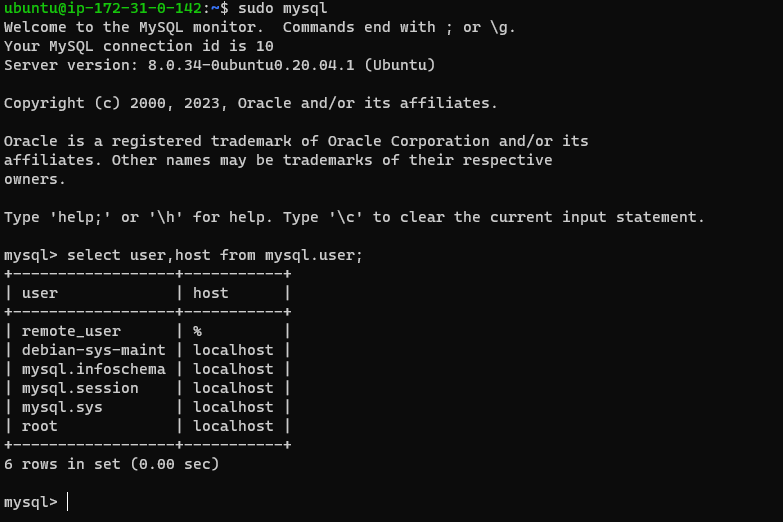 ubuntu@ip-172-31-0-142:~$ sudo mysql
Welcome to the MySQL monitor.  Commands end with ; or \g.
Your MySQL connection id is 10
Server version: 8.0.34-0ubuntu0.20.04.1 (Ubuntu)

Copyright (c) 2000, 2023, Oracle and/or its affiliates.

Oracle is a registered trademark of Oracle Corporation and/or its
affiliates. Other names may be trademarks of their respective
owners.

Type 'help;' or '\h' for help. Type '\c' to clear the current input statement.

mysql> select user,host from mysql.user;
+------------------+-----------+
| user             | host      |
+------------------+-----------+
| remote_user      | %         |
| debian-sys-maint | localhost |
| mysql.infoschema | localhost |
| mysql.session    | localhost |
| mysql.sys        | localhost |
| root             | localhost |
+------------------+-----------+
6 rows in set (0.00 sec)

mysql>